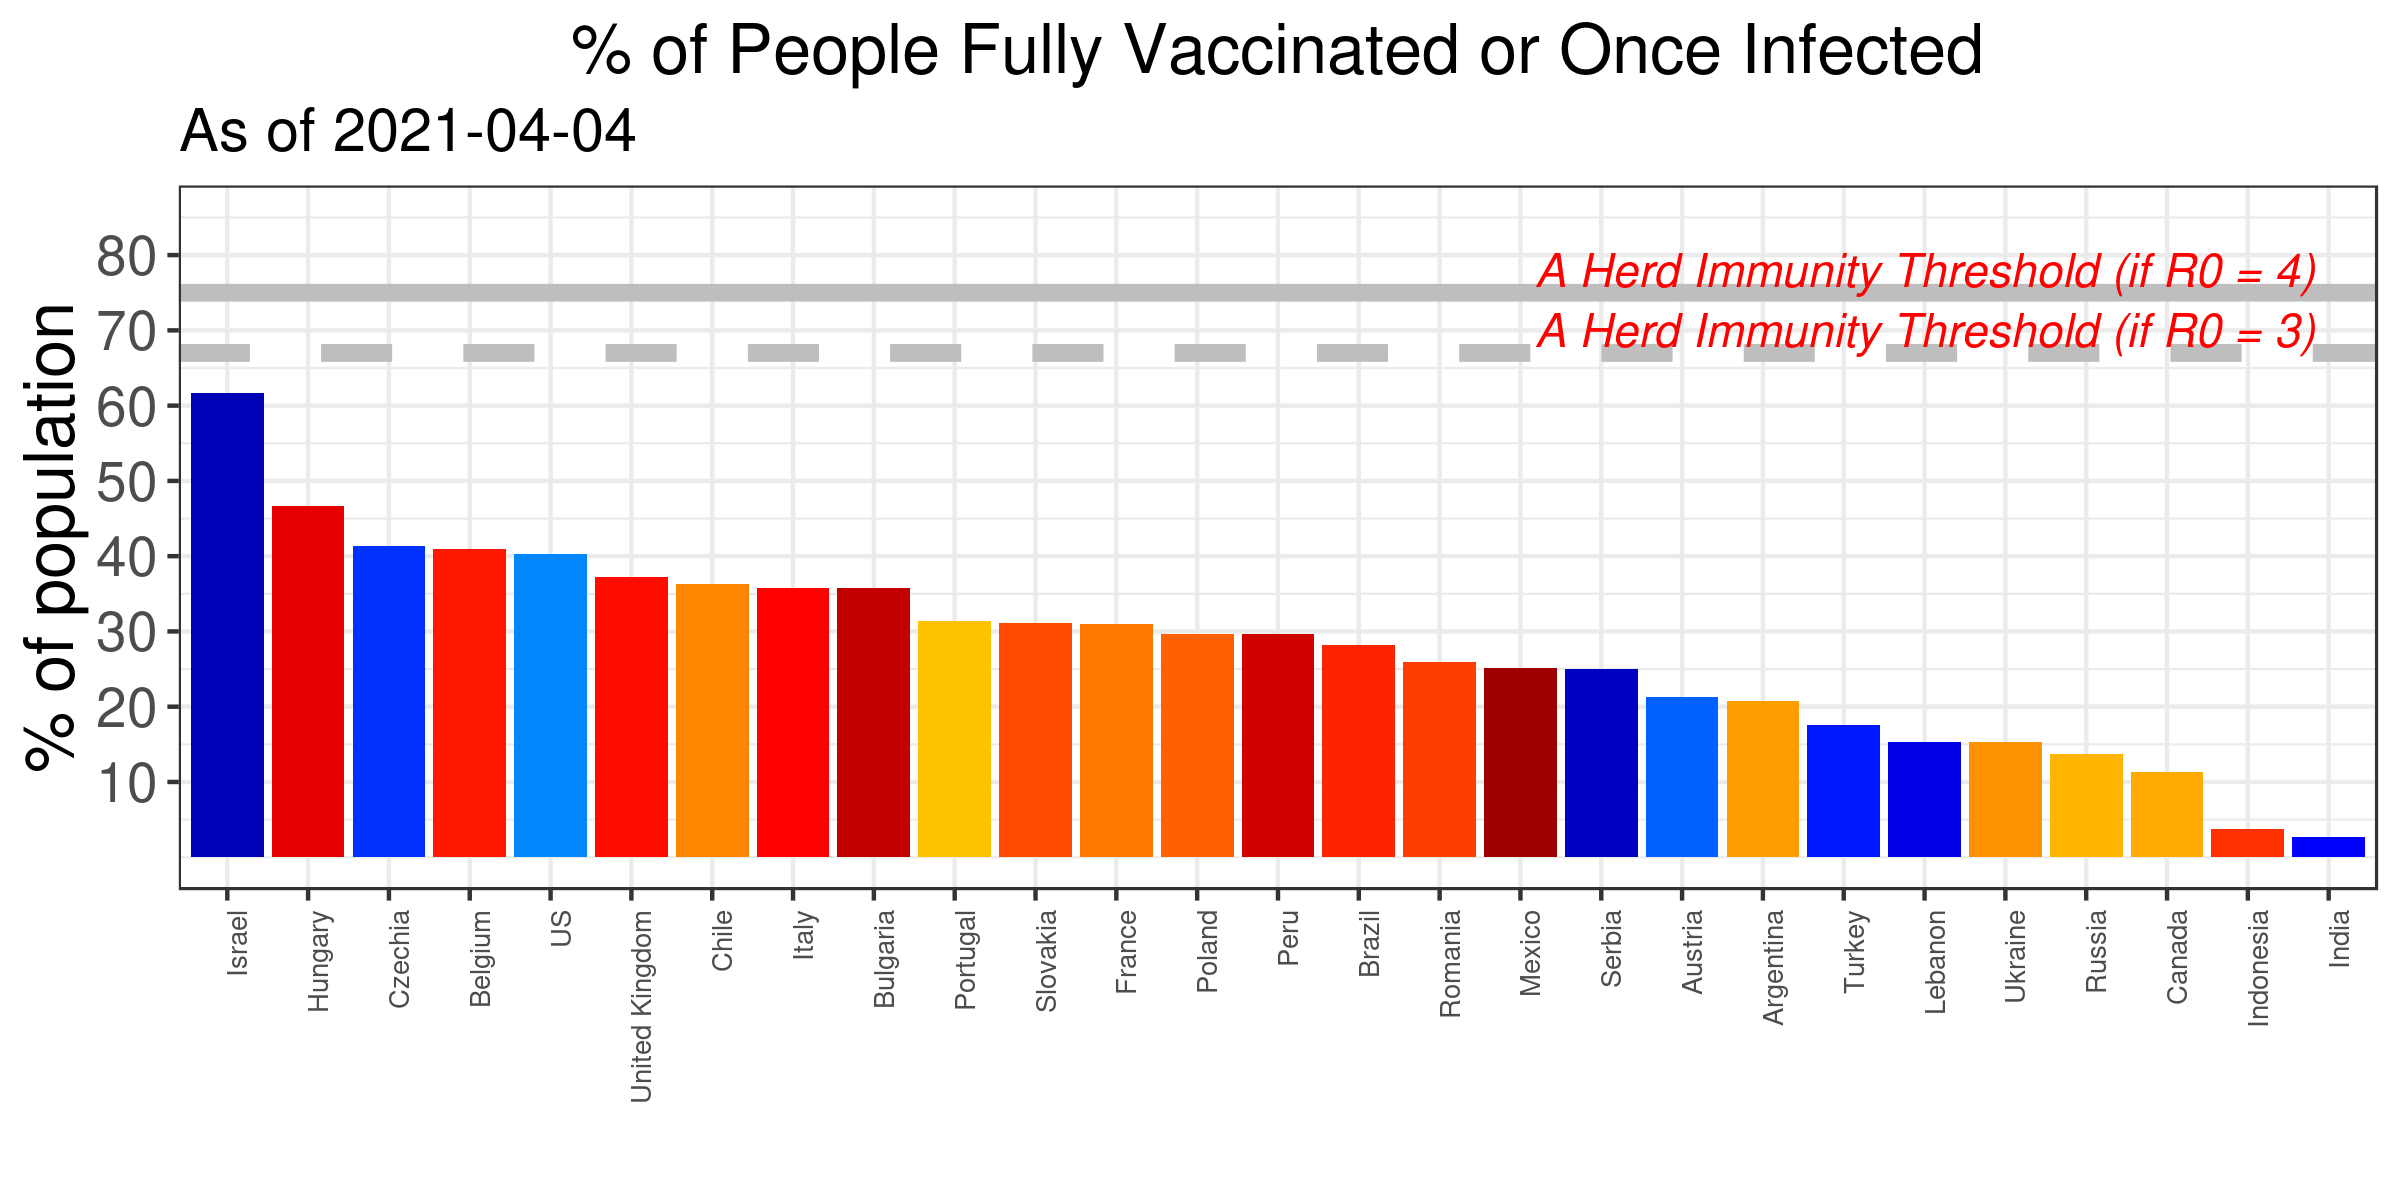 % of People Fully Vaccinated or Once Infected
As of 2021-04-04
% of population
80
70
60
50
40
30
20
10
A Herd Immunity Threshold (if R0 = 4)
A Herd Immunity Threshold (if R0 = 3)
Israel
Hungary
Czechia
Belgium
US
United Kingdom
Chile
Italy
Bulgaria
Portugal
Slovakia
France
Poland
Peru
Brazil
Romania
Mexico
Serbia
Austria
Argentina
Turkey
Lebanon
Ukraine
Russia
Canada
Indonesia
India